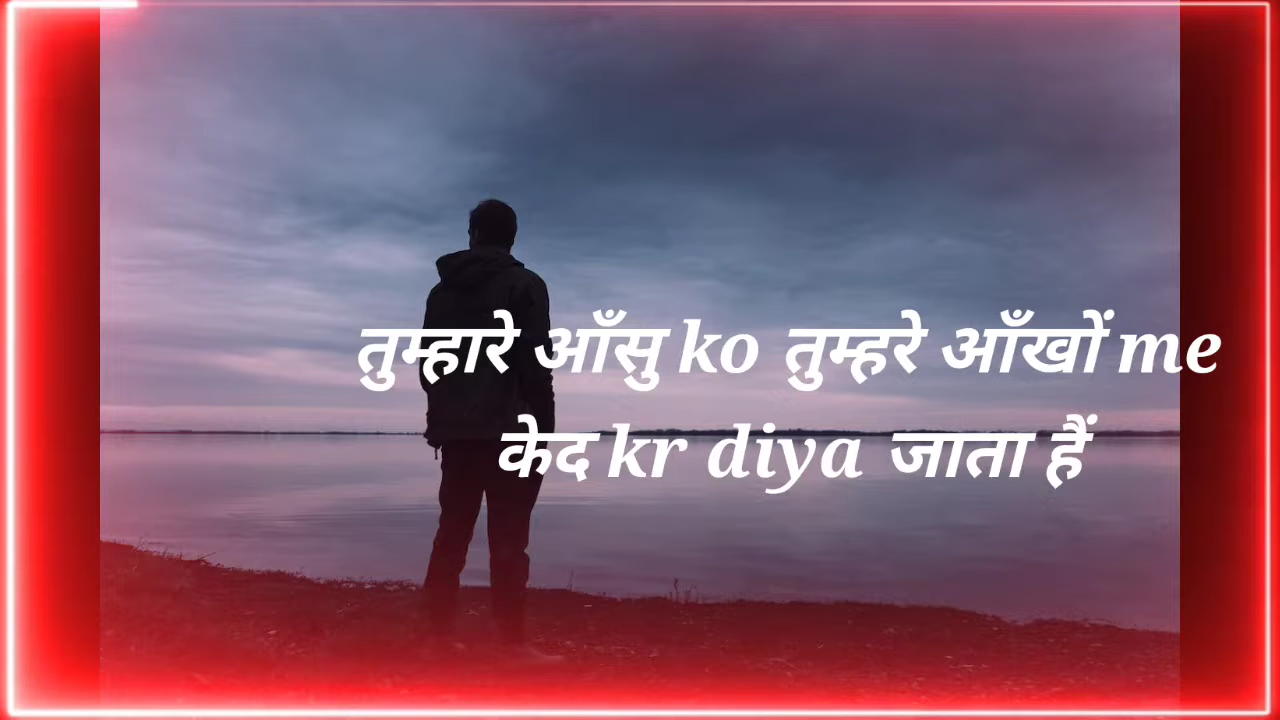 तुम्हारे आँसु ko तुम्हरे आँखों me
केद kr diya जाता हैं